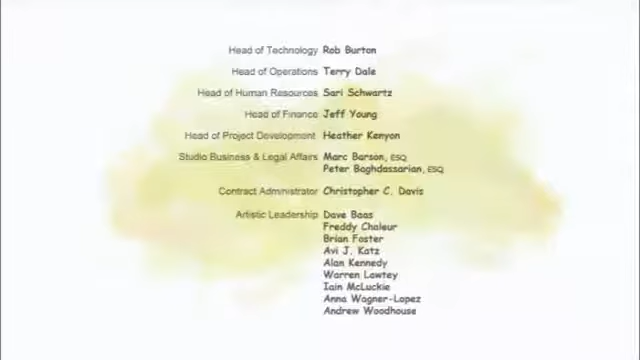 Head of Technology Rob Burton
Head of Operations Terry Dale
Head of Human Resources Sari Schwartz
Head of Finance Jeff Young
Head of Project Development Heather Kenyon
Studio Business & Legal Affairs Marc Barson, ESQ
Peter Baghdassarian, ESQ
Contract Administrator Christopher C. Davis
Artistic Leadership Dave Baas
Freddy Chaleur
Brian Foster
Avi J. Katz
Alan Kennedy
Warren Lawtey
Iain McLuckie
Anna Wagner-Lopez
Andrew Woodhouse